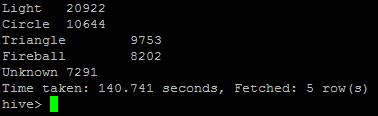 Light 20922
Circle 10644
Triangle 9753
Fireball 8202
Unknown 7291
Time taken: 140.741 seconds, Fetched: 5 row(s)
hive>